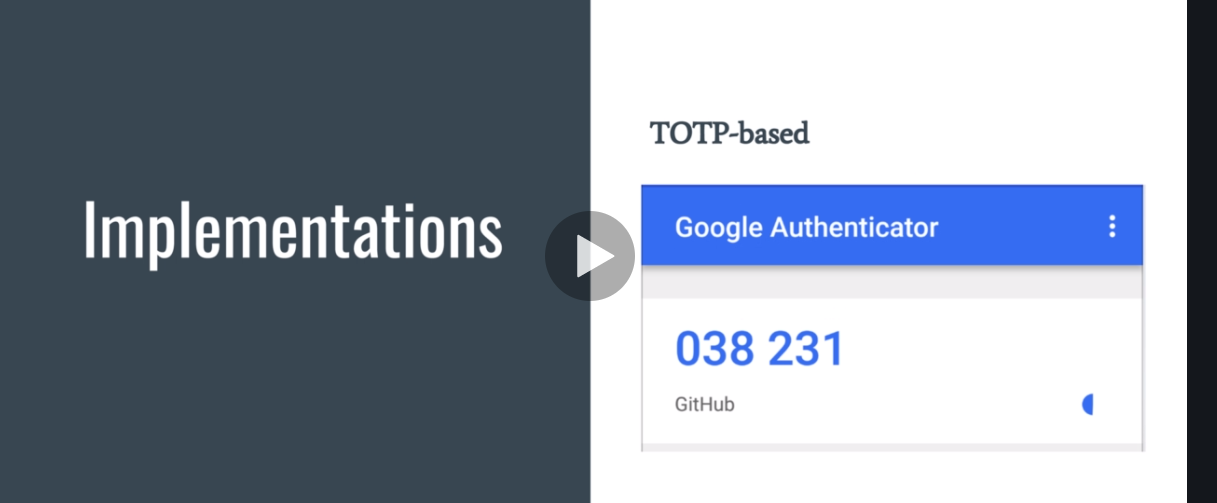 Implementations
TOTP-based
Google Authenticator
038 231
GitHub